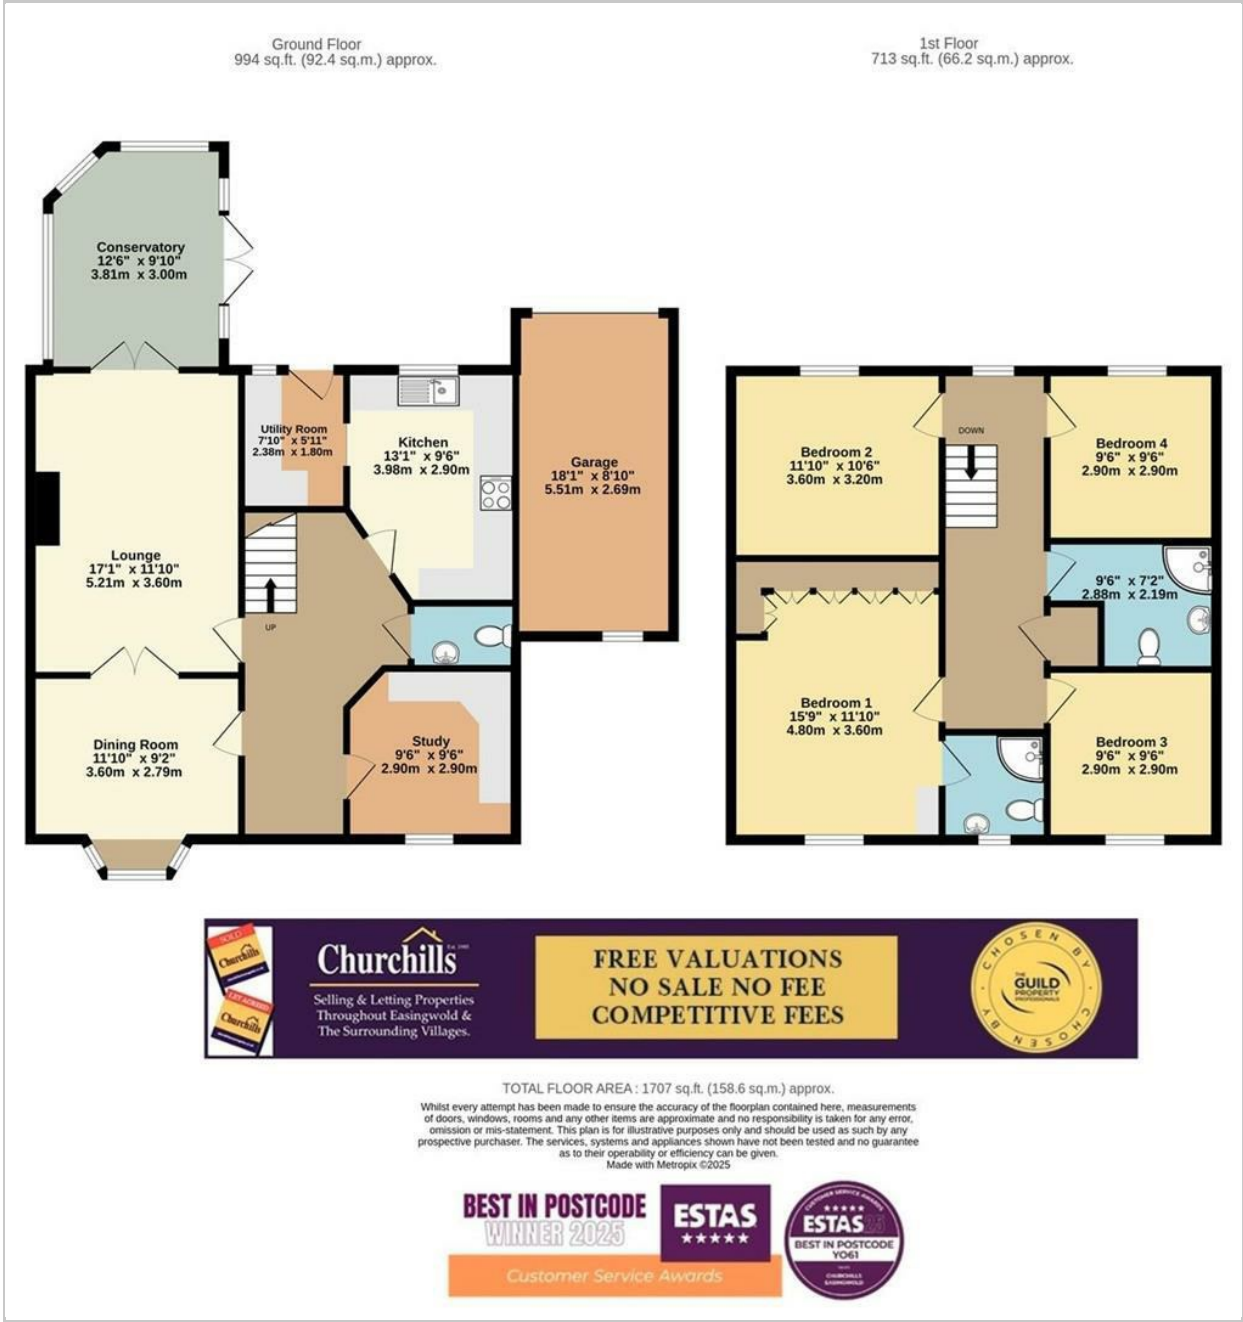 Ground Floor
994 sq.ft. (92.4 sq.m.) approx.
1st Floor
713 sq.ft. (66.2 sq.m.) approx.
Conservatory
12'6" x 9'10"
3.81m x 3.00m
Utility Room
7'10" x 5'11"
2.38m x 1.80m
Kitchen
13'1" x 9'6"
3.98m x 2.90m
Garage
18'1" x 8'10"
5.51m x 2.69m
Lounge
17'1" x 11'10"
5.21m x 3.60m
UP
Dining Room
11'10" x 9'2"
3.60m x 2.79m
Study
9'6" x 9'6"
2.90m x 2.90m
Bedroom 2
11'10" x 10'6"
3.60m x 3.20m
DOWN
Bedroom 4
9'6" x 9'6"
2.90m x 2.90m
9'6" x 7'2"
2.88m x 2.19m
Bedroom 1
15'9" x 11'10"
4.80m x 3.60m
Bedroom 3
9'6" x 9'6"
2.90m x 2.90m
SOLD
Churchills
LET AGREED
Churchills
Churchills
Selling & Letting Properties
Throughout Easingwold &
The Surrounding Villages.
FREE VALUATIONS
NO SALE NO FEE
COMPETITIVE FEES
CHOSEN BY
THE
GUILD
PROPERTY
PROFESSIONALS
CHOSEN BY
TOTAL FLOOR AREA : 1707 sq.ft. (158.6 sq.m.) approx.
Whilst every attempt has been made to ensure the accuracy of the floorplan contained here, measurements
of doors, windows, rooms and any other items are approximate and no responsibility is taken for any error,
omission or mis-statement. This plan is for illustrative purposes only and should be used as such by any
prospective purchaser. The services, systems and appliances shown have not been tested and no guarantee
as to their operability or efficiency can be given.
Made with Metropix ©2025
BEST IN POSTCODE
WINNER 2025
Customer Service Awards
ESTAS
CUSTOMER SERVICE AWARDS
ESTAS25
BEST IN POSTCODE
YO61
CHURCHILLS
EASINGWOLD